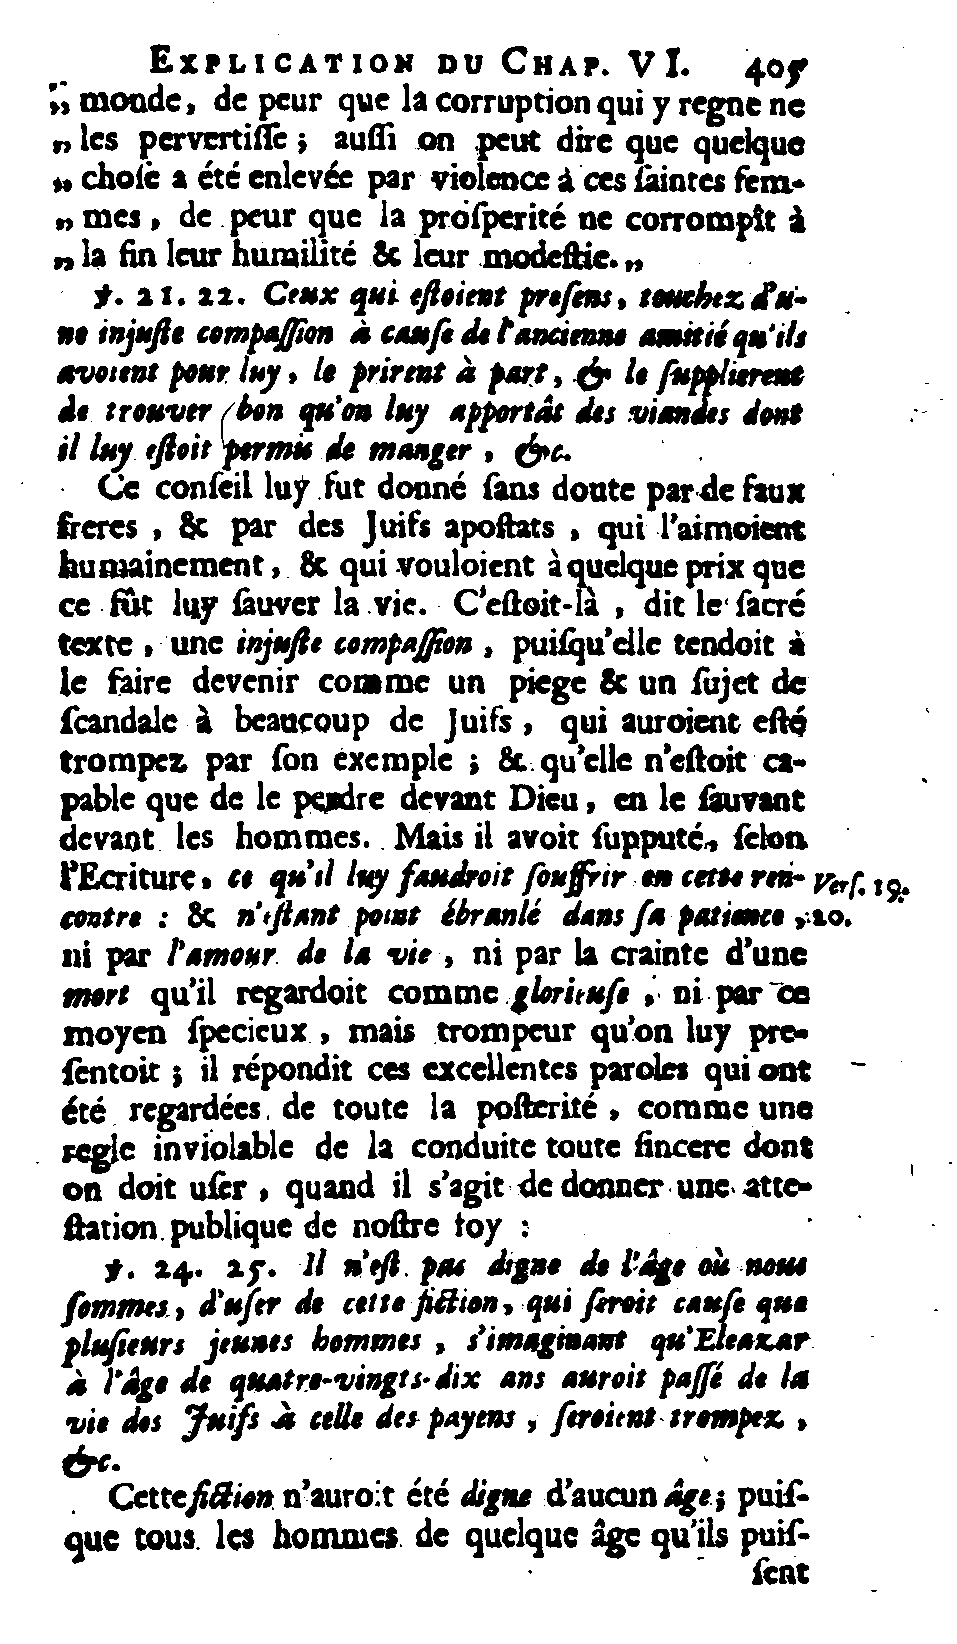 EXPLICATION DU CHAP. VI. 405
„ monde, de peur que la corruption qui y regne ne
„ les pervertiſſe ; auſſi on peut dire que quelque
„ choſe a été enlevée par violence à ces ſaintes fem-
„ mes, de peur que la proſperité ne corrompît à
„ la fin leur humilité & leur modeſtie. „
℣. 21. 22. Ceux qui eſtoient preſens, touchez d'u-
ne injuſte compaſſion à cauſe de l'ancienne amitié qu'ils
avoient pour luy, le prirent à part, & le ſupplierent
de trouver bon qu'on luy apportât des viandes dont
il luy eſtoit permis de manger, &c.
Ce conſeil luy fut donné ſans doute par de faux
freres, & par des Juifs apoſtats, qui l'aimoient
humainement, & qui vouloient à quelque prix que
ce fût luy ſauver la vie. C'eſtoit-là, dit le ſacré
texte, une injuſte compaſſion, puiſqu'elle tendoit à
le faire devenir comme un piege & un ſujet de
ſcandale à beaucoup de Juifs, qui auroient eſté
trompez par ſon exemple ; & qu'elle n'eſtoit ca-
pable que de le perdre devant Dieu, en le ſauvant
devant les hommes. Mais il avoit ſupputé, ſelon
l'Ecriture, ce qu'il luy faudroit ſouffrir en cette ren- Verſ. 19.
contre : & n'eſtant point ébranlé dans ſa patience, 20.
ni par l'amour de la vie, ni par la crainte d'une
mort qu'il regardoit comme glorieuſe, ni par ce
moyen ſpecieux, mais trompeur qu'on luy pre-
ſentoit ; il répondit ces excellentes paroles qui ont
été regardées de toute la poſterité, comme une
regle inviolable de la conduite toute ſincere dont
on doit uſer, quand il s'agit de donner une atte-
ſtation publique de noſtre foy :
℣. 24. 25. Il n'eſt pas digne de l'âge où nous
ſommes, d'uſer de cette fiction, qui ſeroit cauſe que
pluſieurs jeunes hommes, s'imaginant qu'Eleazar
à l'âge de quatre-vingts-dix ans auroit paſſé de la
vie des Juifs à celle des payens, ſeroient trompez,
&c.
Cette fiction n'auroit été digne d'aucun âge; puiſ-
que tous les hommes de quelque âge qu'ils puiſ-
ſent